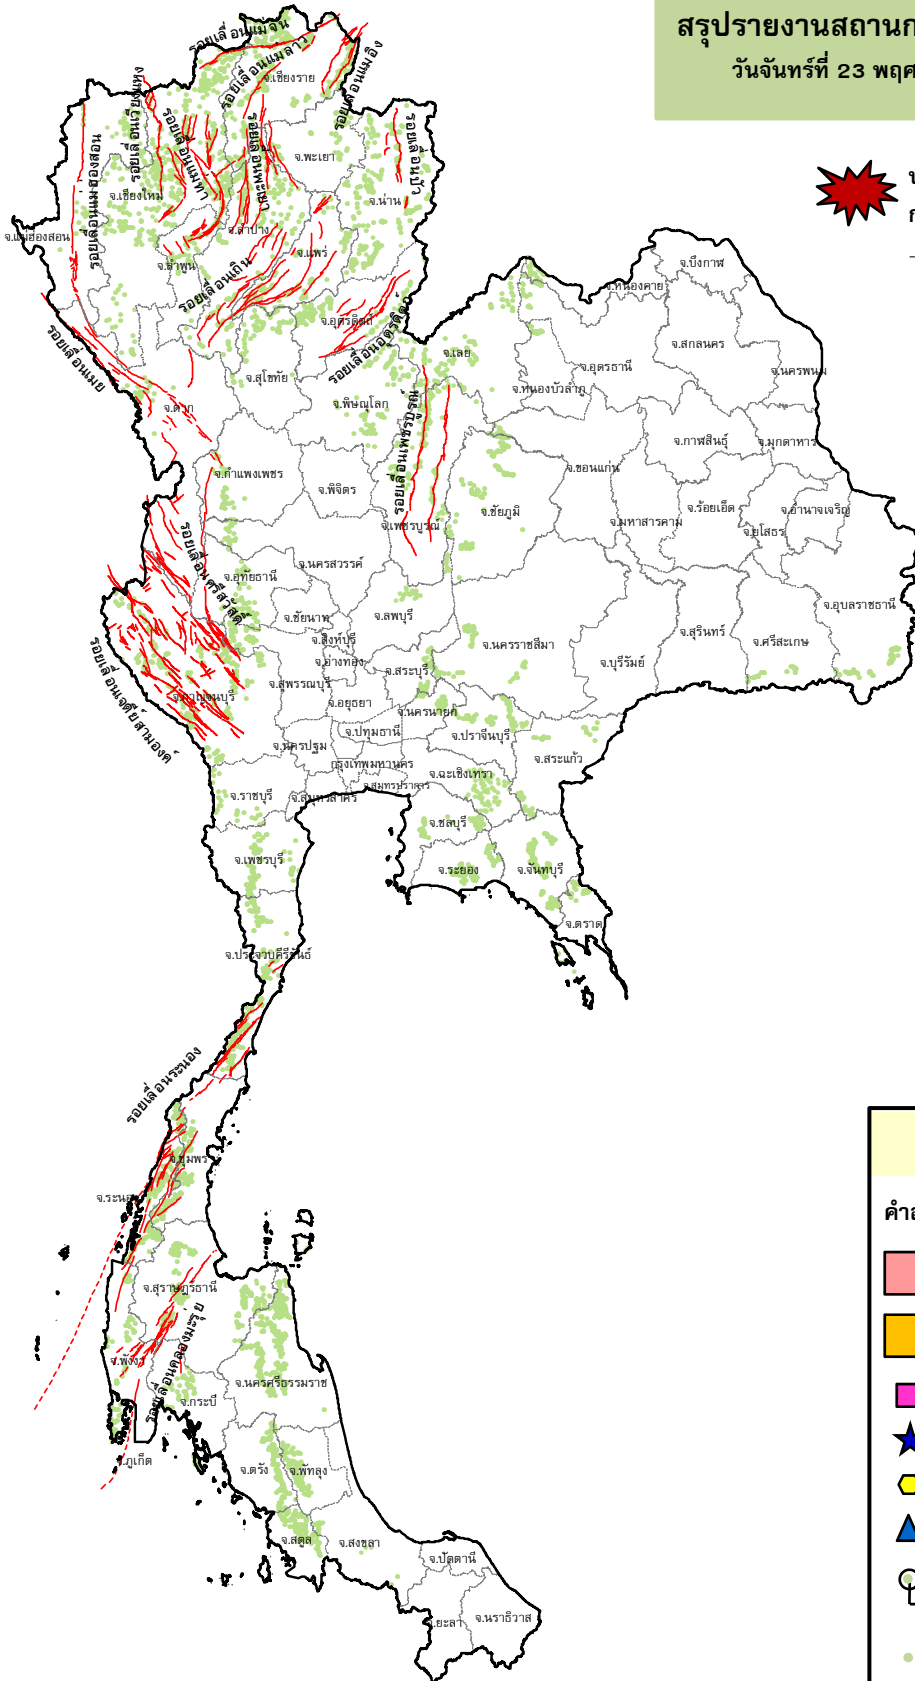 สรุปรายงานสถานก
วันจันทร์ที่ 23 พฤศ
รอยเลื่อนแม่จัน
รอยเลื่อนแม่ลาว
จ.เชียงราย
รอยเลื่อนแม่อิง
รอยเลื่อนเวียงแหง
รอยเลื่อนแม่ทา
รอยเลื่อนพะเยา
รอยเลื่อนปัว
รอยเลื่อนแม่ฮ่องสอน
จ.พะเยา
จ.เชียงใหม่
จ.น่าน
จ.แม่ฮ่องสอน
จ.ลำปาง
จ.แพร่
จ.ลำพูน
รอยเลื่อนเถิน
จ.บึงกาฬ
จ.หนองคาย
จ.อุตรดิตถ์
รอยเลื่อนอุตรดิตถ์
รอยเลื่อนเมย
จ.สกลนคร
จ.เลย
จ.อุดรธานี
จ.นครพนม
จ.สุโขทัย
จ.หนองบัวลำภู
จ.ตาก
จ.พิษณุโลก
รอยเลื่อนเพชรบูรณ์
จ.กาฬสินธุ์
จ.มุกดาหาร
จ.กำแพงเพชร
จ.ขอนแก่น
จ.พิจิตร
จ.ชัยภูมิ
จ.ร้อยเอ็ด
จ.อำนาจเจริญ
จ.เพชรบูรณ์
จ.มหาสารคาม
จ.ยโสธร
รอยเลื่อนศรีสวัสดิ์
จ.นครสวรรค์
จ.อุทัยธานี
จ.อุบลราชธานี
จ.ชัยนาท
จ.ลพบุรี
จ.สิงห์บุรี
จ.นครราชสีมา
จ.สุรินทร์
จ.ศรีสะเกษ
จ.อ่างทอง
จ.บุรีรัมย์
จ.สระบุรี
จ.สุพรรณบุรี
จ.กาญจนบุรี
รอยเลื่อนเจดีย์สามองค์
จ.อยุธยา
จ.นครนายก
จ.ปทุมธานี
จ.ปราจีนบุรี
จ.นครปฐม
จ.สระแก้ว
กรุงเทพมหานคร
จ.ฉะเชิงเทรา
จ.สมุทรปราการ
จ.ราชบุรี
จ.สมุทรสาคร
จ.ชลบุรี
จ.เพชรบุรี
จ.ระยอง
จ.จันทบุรี
จ.ตราด
จ.ประจวบคีรีขันธ์
รอยเลื่อนระนอง
จ.ชุมพร
จ.ระนอง
จ.สุราษฎร์ธานี
รอยเลื่อนคลองมะรุ่ย
จ.พังงา
จ.นครศรีธรรมราช
จ.กระบี่
จ.ภูเก็ต
จ.ตรัง
จ.พัทลุง
จ.สตูล
จ.สงขลา
จ.ปัตตานี
จ.ยะลา
จ.นราธิวาส